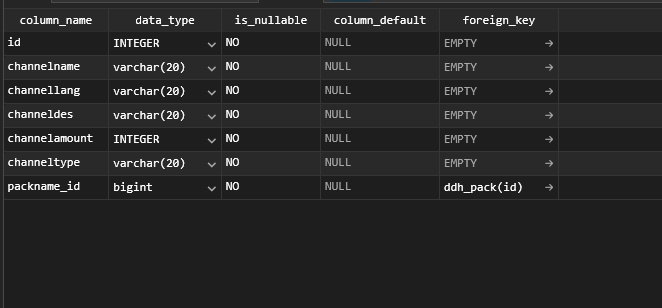 column_name data_type is_nullable column_default foreign_key
id INTEGER NO NULL EMPTY
channelname varchar(20) NO NULL EMPTY
channellang varchar(20) NO NULL EMPTY
channeldes varchar(20) NO NULL EMPTY
channelamount INTEGER NO NULL EMPTY
channeltype varchar(20) NO NULL EMPTY
packname_id bigint NO NULL ddh_pack(id)